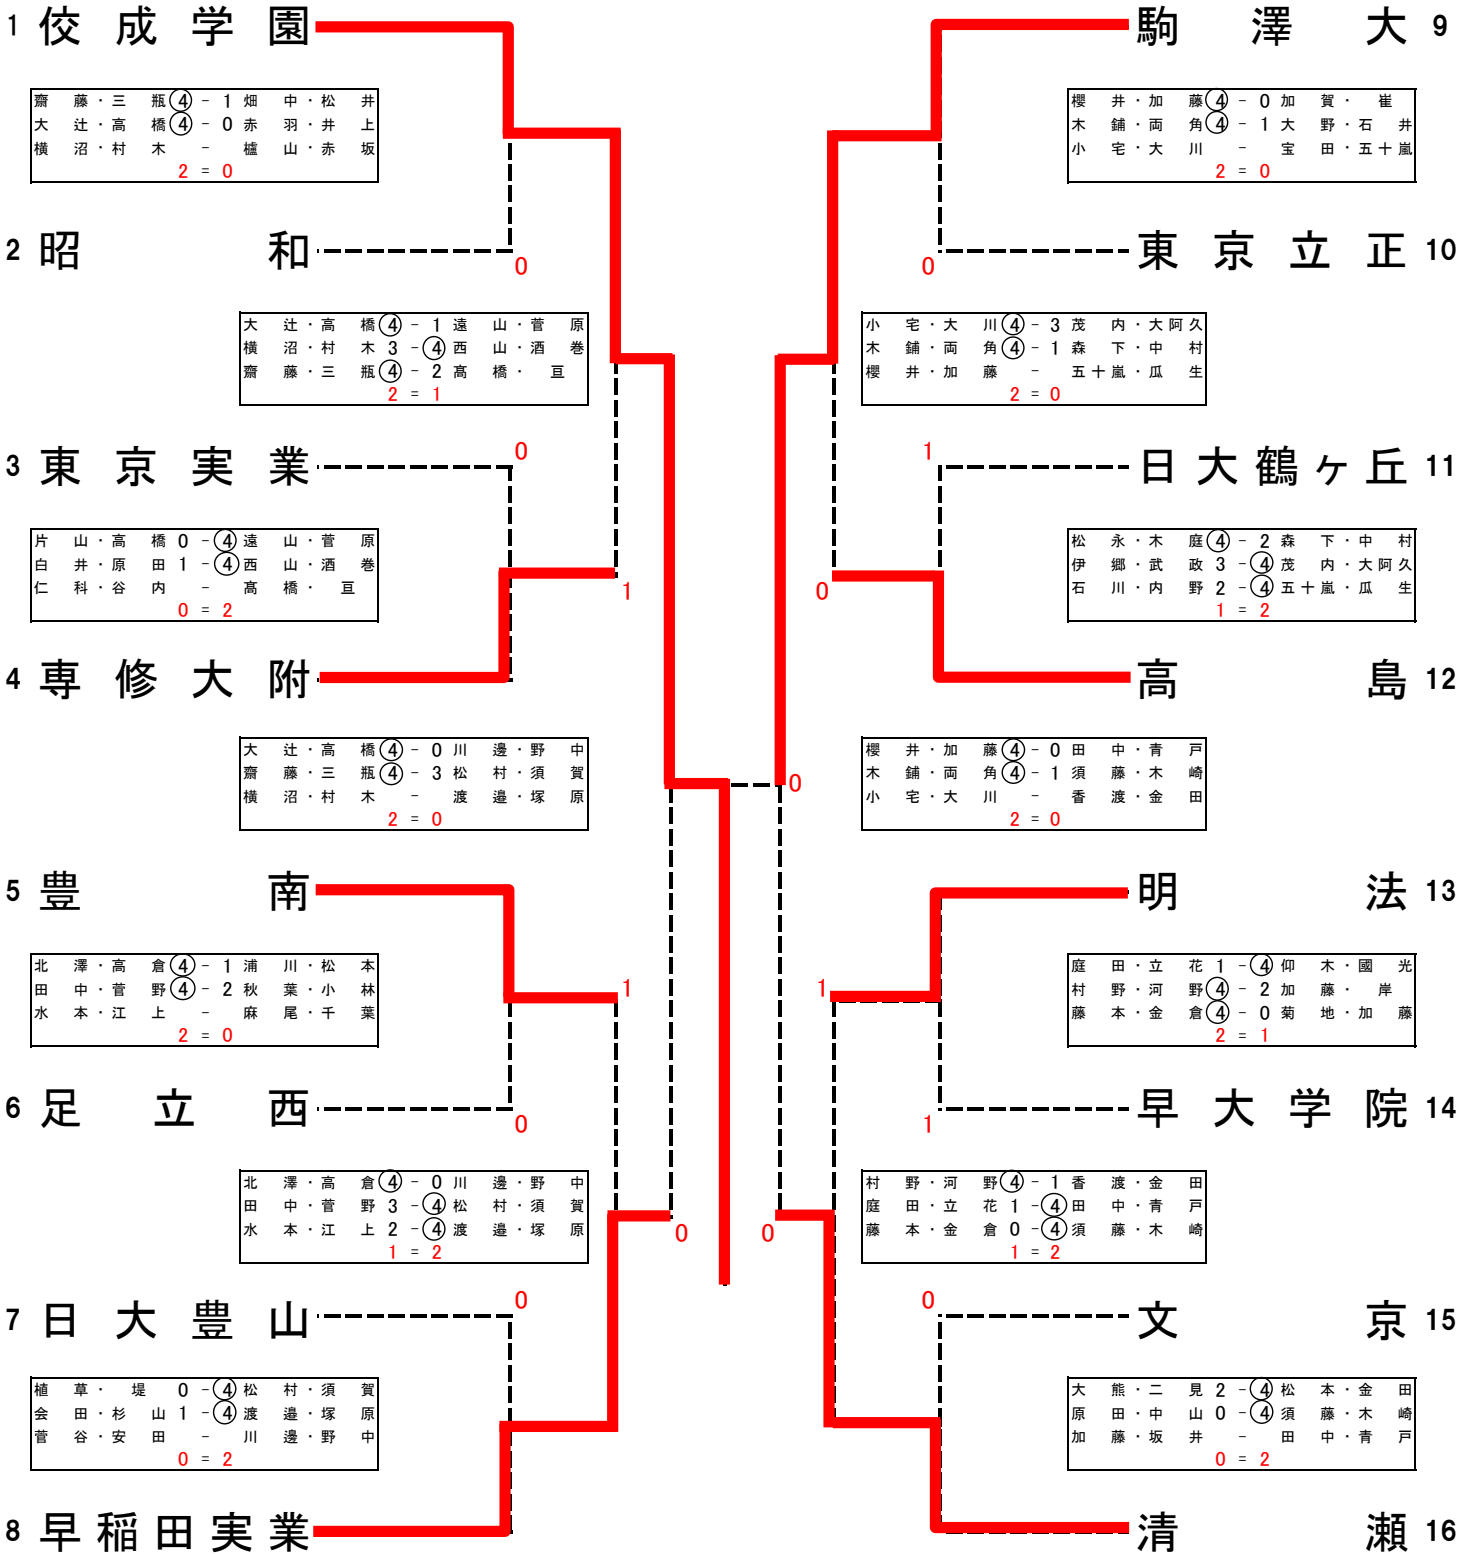 1 佼成学園
齋藤・三瓶④-1畑中・松井
大辻・高橋④-0赤羽・井上
横沼・村木-櫨山・赤坂
2=0
2 昭和
0
大辻・高橋④-1遠山・菅原
横沼・村木3-④西山・酒巻
齋藤・三瓶④-2髙橋・亘
2=1
3 東京実業
0
片山・高橋0-④遠山・菅原
白井・原田1-④西山・酒巻
仁科・谷内-髙橋・亘
0=2
1
4 専修大附
大辻・高橋④-0川邊・野中
齋藤・三瓶④-3松村・須賀
横沼・村木-渡邉・塚原
2=0
5 豊南
北澤・高倉④-1浦川・松本
田中・菅野④-2秋葉・小林
水本・江上-麻尾・千葉
2=0
1
6 足立西
0
北澤・高倉④-0川邊・野中
田中・菅野3-④松村・須賀
水本・江上2-④渡邉・塚原
1=2
0
7 日大豊山
0
植草・堤0-④松村・須賀
会田・杉山1-④渡邉・塚原
菅谷・安田-川邊・野中
0=2
8 早稲田実業
駒澤大 9
櫻井・加藤④-0加賀・崔
木鋪・両角④-1大野・石井
小宅・大川-宝田・五十嵐
2=0
東京立正 10
0
小宅・大川④-3茂内・大阿久
木鋪・両角④-1森下・中村
櫻井・加藤-五十嵐・瓜生
2=0
1
日大鶴ヶ丘 11
松永・木庭④-2森下・中村
伊郷・武政3-④茂内・大阿久
石川・内野2-④五十嵐・瓜生
1=2
0
高島 12
櫻井・加藤④-0田中・青戸
木鋪・両角④-1須藤・木崎
小宅・大川-香渡・金田
2=0
0
明法 13
庭田・立花1-④仰木・國光
村野・河野④-2加藤・岸
藤本・金倉④-0菊地・加藤
2=1
1
早大学院 14
1
村野・河野④-1香渡・金田
庭田・立花1-④田中・青戸
藤本・金倉0-④須藤・木崎
1=2
0
0
文京 15
大熊・二見2-④松本・金田
原田・中山0-④須藤・木崎
加藤・坂井-田中・青戸
0=2
清瀬 16